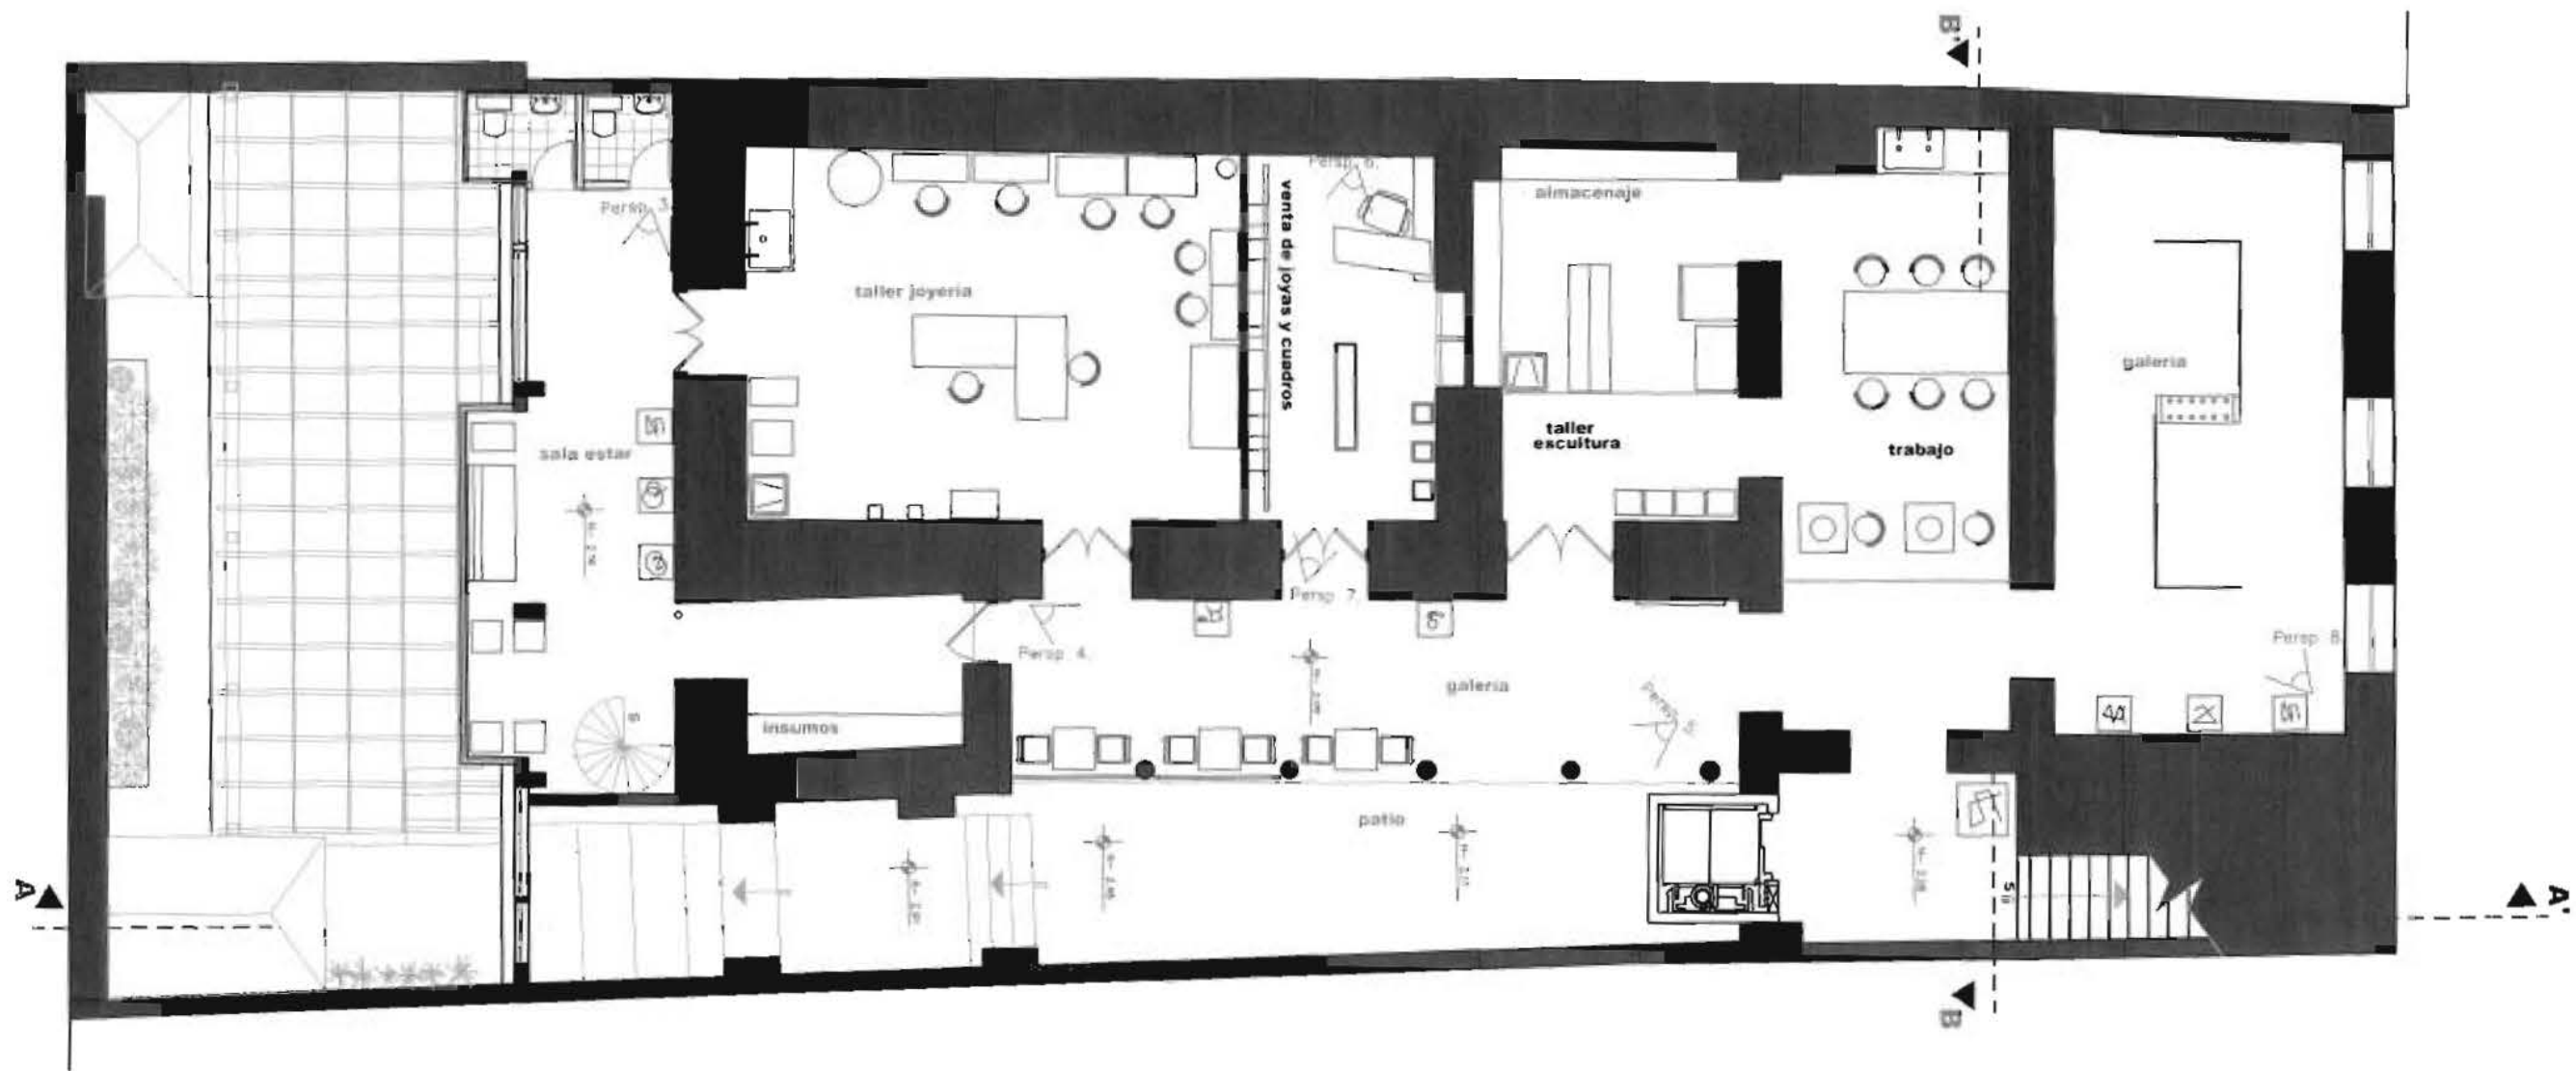 B'
Persp. 3.
Persp. 6.
almacenaje
venta de joyas y cuadros
taller joyeria
galeria
taller
escultura
trabajo
sala estar
Persp 7.
Persp 4.
Persp 8.
galeria
Persp 5.
insumos
S
patio
A
A'
B